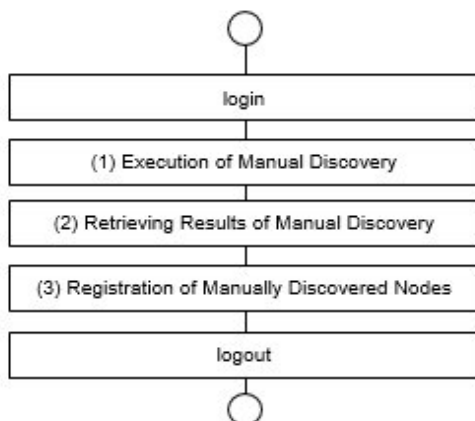 login
(1) Execution of Manual Discovery
(2) Retrieving Results of Manual Discovery
(3) Registration of Manually Discovered Nodes
logout